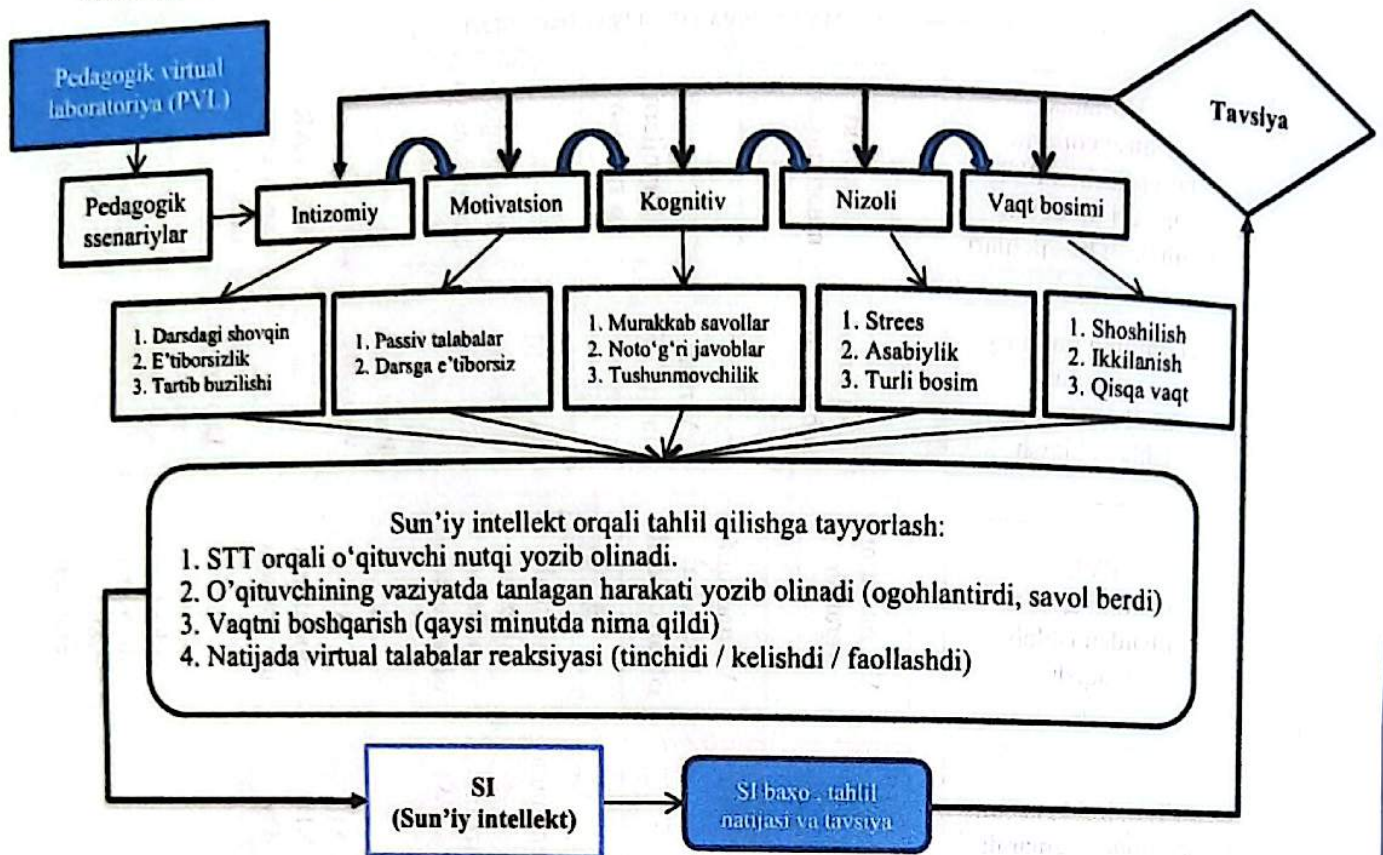 Pedagogik virtual
laboratoriya (PVL)
Tavsiya
Pedagogik
ssenariylar
Intizomiy
Motivatsion
Kognitiv
Nizoli
Vaqt bosimi
1. Darsdagi shovqin
2. E'tiborsizlik
3. Tartib buzilishi
1. Passiv talabalar
2. Darsga e'tiborsiz
1. Murakkab savollar
2. Noto‘g‘ri javoblar
3. Tushunmovchilik
1. Strees
2. Asabiylik
3. Turli bosim
1. Shoshilish
2. Ikkilanish
3. Qisqa vaqt
Sun’iy intellekt orqali tahlil qilishga tayyorlash:
1. STT orqali o‘qituvchi nutqi yozib olinadi.
2. O’qituvchining vaziyatda tanlagan harakati yozib olinadi (ogohlantirdi, savol berdi)
3. Vaqtni boshqarish (qaysi minutda nima qildi)
4. Natijada virtual talabalar reaksiyasi (tinchidi / kelishdi / faollashdi)
SI
(Sun’iy intellekt)
SI baxo , tahlil
natijasi va tavsiya